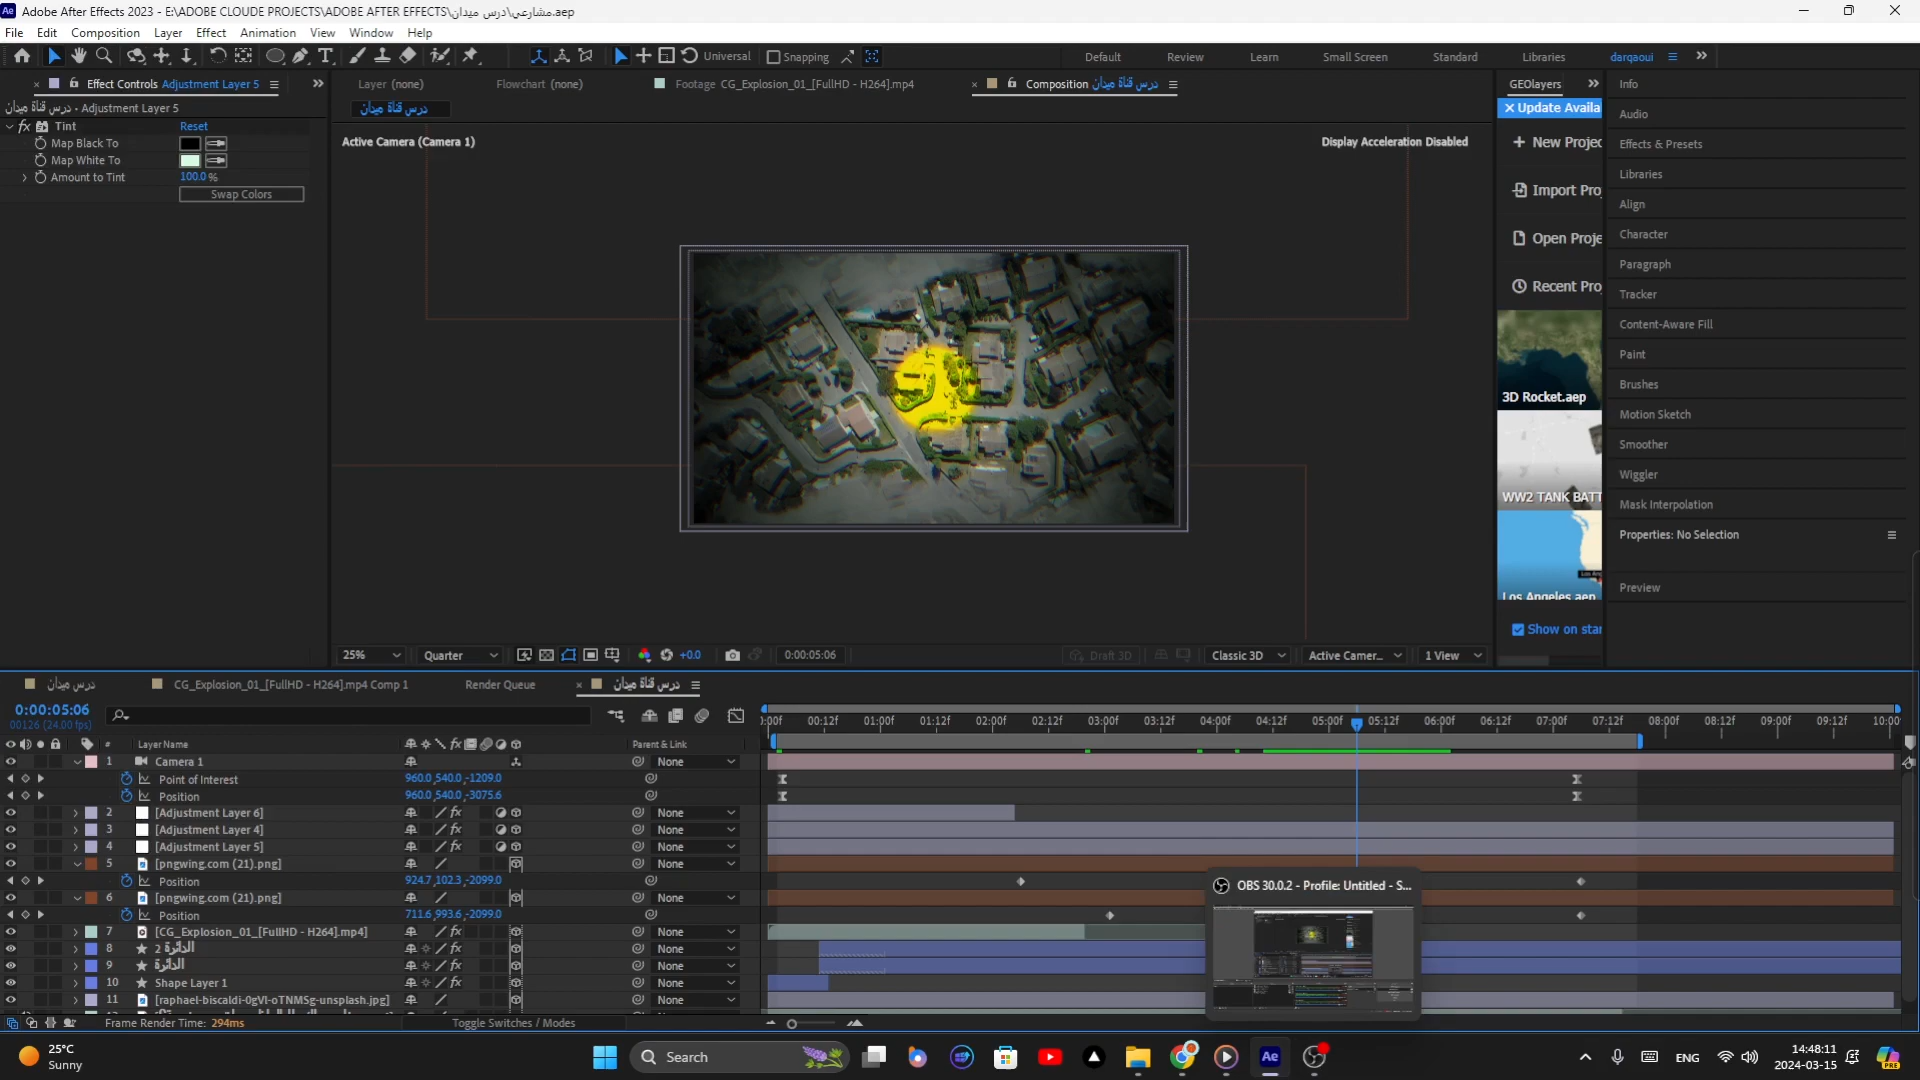 Adobe After Effects 2023 - E:\ADOBE CLOUDE PROJECTS\ADOBE AFTER EFFECTS\مشارعي\درس ميدان.aep
File Edit Composition Layer Effect Animation View Window Help
Universal Snapping Default Review Learn Small Screen Standard Libraries darqaoui
Effect Controls Adjustment Layer 5
درس قناة ميدان • Adjustment Layer 5
fx Tint Reset
Map Black To
Map White To
Amount to Tint 100.0 %
Swap Colors
Layer (none) Flowchart (none) Footage CG_Explosion_01_[FullHD - H264].mp4 Composition درس قناة ميدان
درس قناة ميدان
Active Camera (Camera 1)
Display Acceleration Disabled
25% Quarter +0.0 0:00:05:06 Draft 3D Classic 3D Active Camer... 1 View
GEOlayers
Update Availa
New Projec
Import Pro
Open Proje
Recent Pro
3D Rocket.aep
WW2 TANK BATT
Los Angeles.aep
Show on star
Info
Audio
Effects & Presets
Libraries
Align
Character
Paragraph
Tracker
Content-Aware Fill
Paint
Brushes
Motion Sketch
Smoother
Wiggler
Mask Interpolation
Properties: No Selection
Preview
درس ميدان CG_Explosion_01_[FullHD - H264].mp4 Comp 1 Render Queue درس قناة ميدان
0:00:05:06
00126 (24.00 fps)
):00f 00:12f 01:00f 01:12f 02:00f 02:12f 03:00f 03:12f 04:00f 04:12f 05:00f 05:12f 06:00f 06:12f 07:00f 07:12f 08:00f 08:12f 09:00f 09:12f 10:00f
# Layer Name fx Parent & Link
1 Camera 1 None
Point of Interest 960.0,540.0,-1209.0
Position 960.0,540.0,-3075.6
2 [Adjustment Layer 6] fx None
3 [Adjustment Layer 4] fx None
4 [Adjustment Layer 5] fx None
5 [pngwing.com (21).png] None
Position 924.7,102.3,-2099.0
6 [pngwing.com (21).png] None
Position 711.6,993.6,-2099.0
7 [CG_Explosion_01_[FullHD - H264].mp4] fx None
8 الدائرة 2 fx None
9 الدائرة fx None
10 Shape Layer 1 fx None
11 [raphael-biscaldi-0gVl-oTNMSg-unsplash.jpg] None
OBS 30.0.2 - Profile: Untitled - S...
Frame Render Time: 294ms Toggle Switches / Modes
25°C
Sunny
Search
Ae
ENG
14:48:11
2024-03-15
PRE